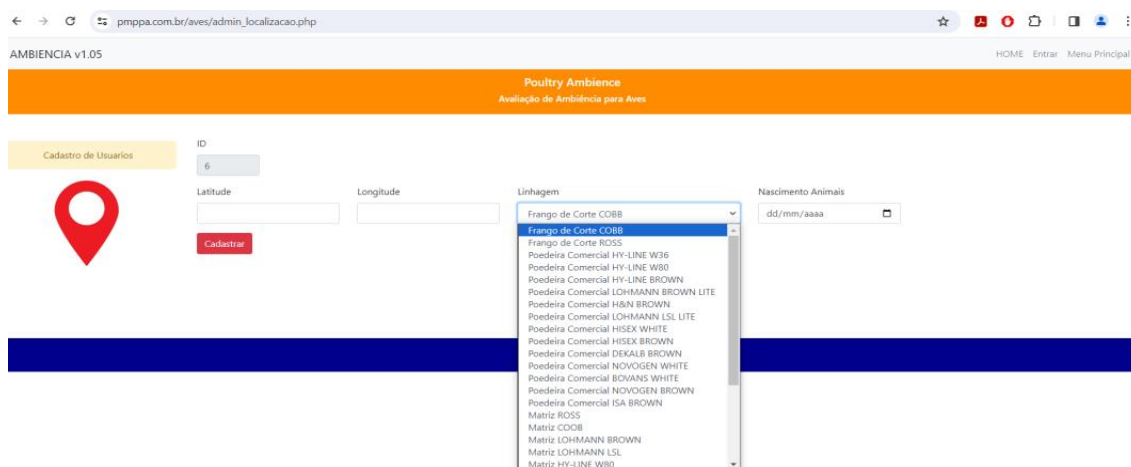 pmppa.com.br/aves/admin_localizacao.php
AMBIENCIA v1.05
HOME Entrar Menu Principal
Poultry Ambience
Avaliação de Ambiência para Aves
Cadastro de Usuarios
ID
6
Latitude
Longitude
Linhagem
Nascimento Animais
Frango de Corte COBB
dd/mm/aaaa
Cadastrar
Frango de Corte COBB
Frango de Corte ROSS
Poedeira Comercial HY-LINE W36
Poedeira Comercial HY-LINE W80
Poedeira Comercial HY-LINE BROWN
Poedeira Comercial LOHMANN BROWN LITE
Poedeira Comercial H&N BROWN
Poedeira Comercial LOHMANN LSL LITE
Poedeira Comercial HISEX WHITE
Poedeira Comercial HISEX BROWN
Poedeira Comercial DEKALB BROWN
Poedeira Comercial NOVOGEN WHITE
Poedeira Comercial BOVANS WHITE
Poedeira Comercial NOVOGEN BROWN
Poedeira Comercial ISA BROWN
Matriz ROSS
Matriz COOB
Matriz LOHMANN BROWN
Matriz LOHMANN LSL
Matriz HY-LINE W80